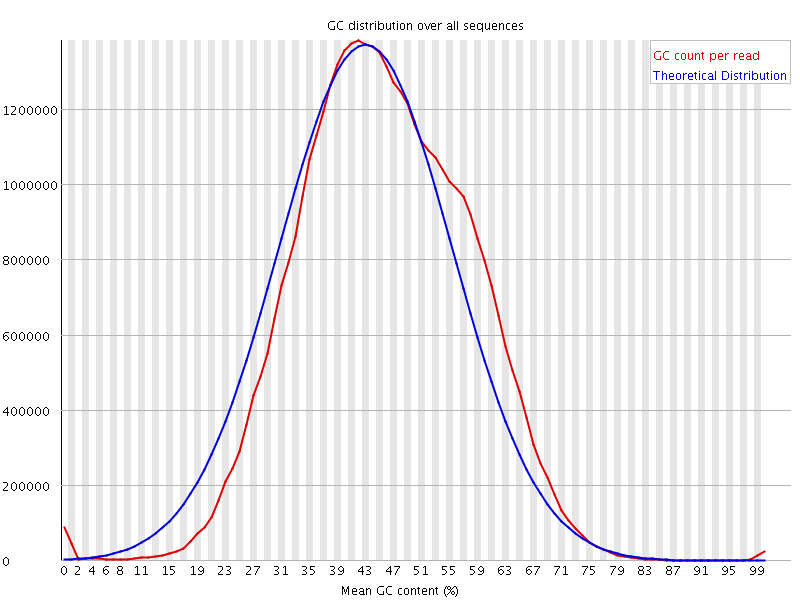 GC distribution over all sequences
GC count per read
Theoretical Distribution
1200000
1000000
800000
600000
400000
200000
0
0 2 4 6 8 11 15 19 23 27 31 35 39 43 47 51 55 59 63 67 71 75 79 83 87 91 95 99
Mean GC content (%)